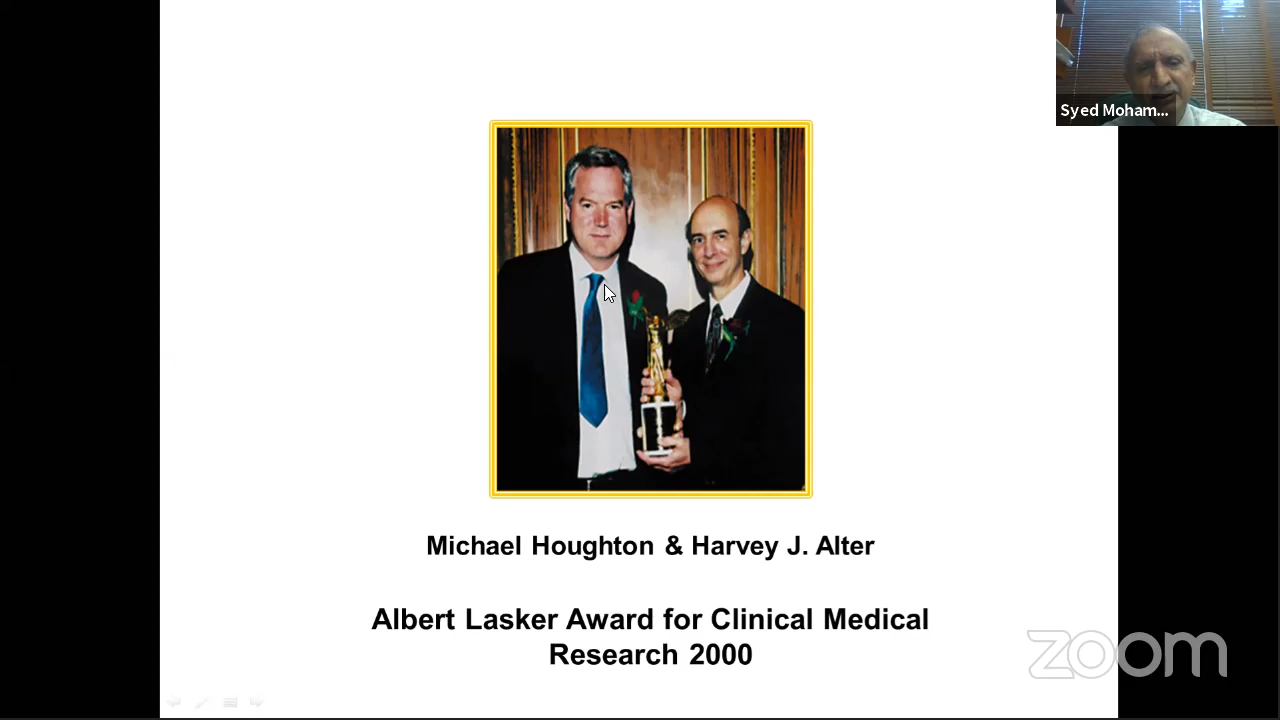 Syed Moham...
Michael Houghton & Harvey J. Alter
Albert Lasker Award for Clinical Medical
Research 2000
zoom